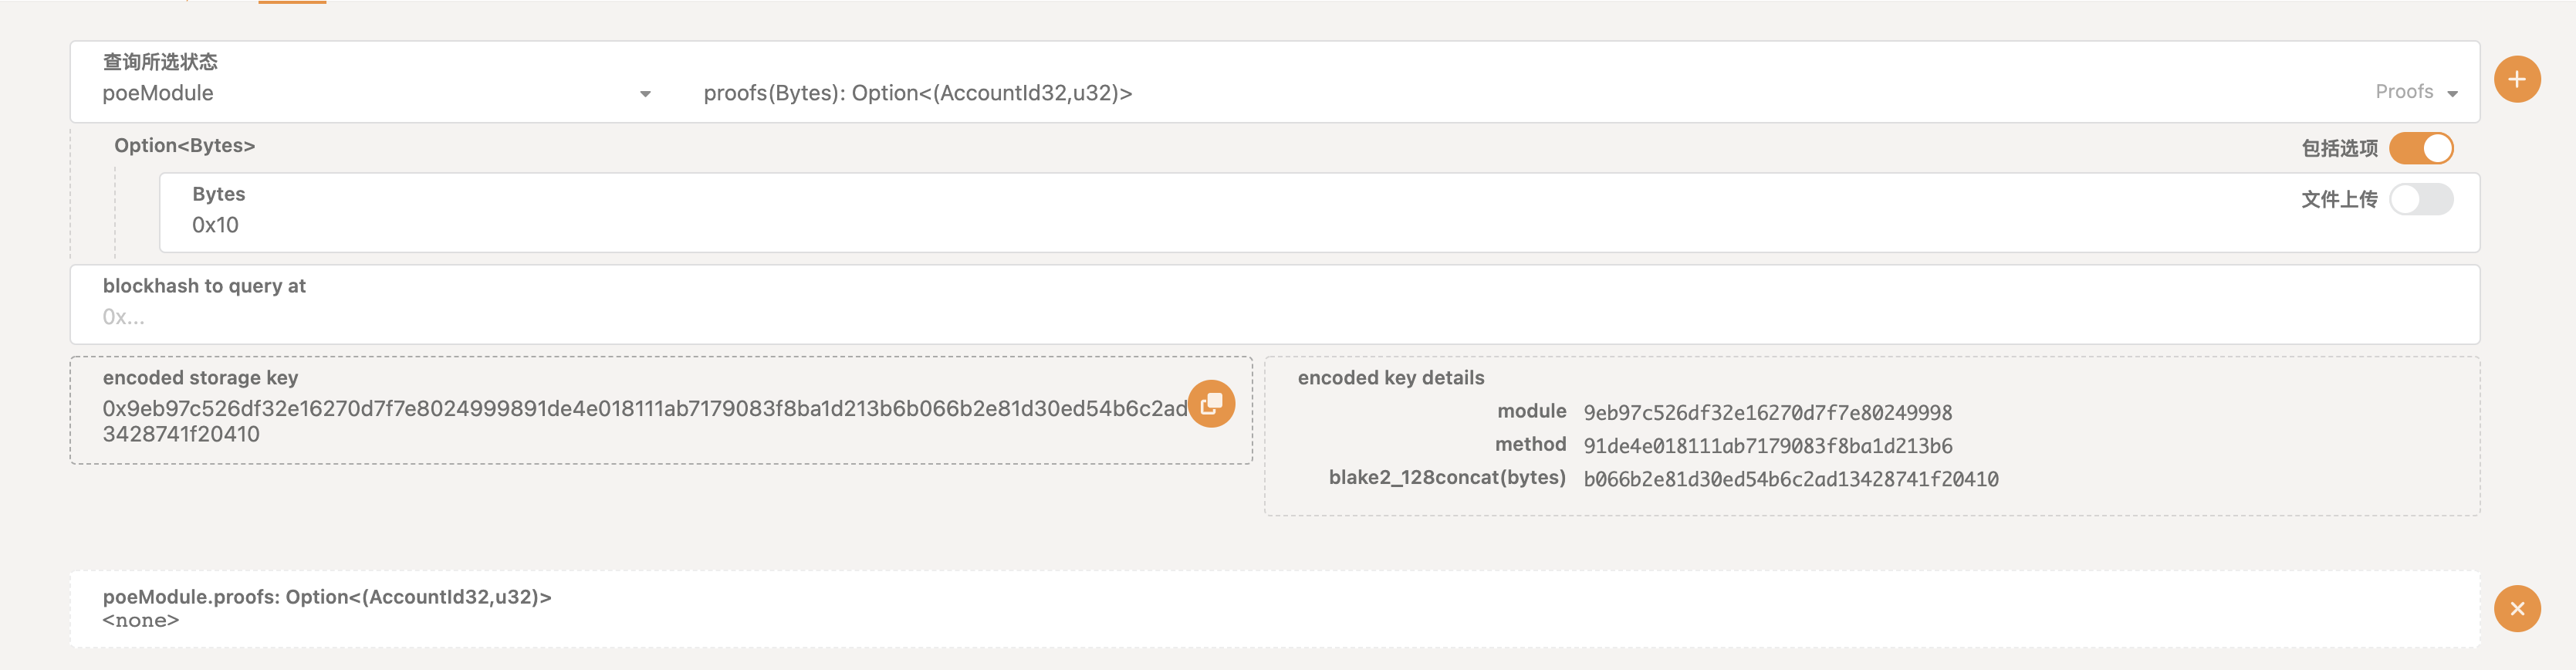 查询所选状态
poeModule
proofs(Bytes): Option<(AccountId32,u32)>
Proofs
Option<Bytes>
包括选项
Bytes
0x10
文件上传
blockhash to query at
0x...
encoded storage key
0x9eb97c526df32e16270d7f7e8024999891de4e018111ab7179083f8ba1d213b6b066b2e81d30ed54b6c2ad
3428741f20410
encoded key details
module 9eb97c526df32e16270d7f7e80249998
method 91de4e018111ab7179083f8ba1d213b6
blake2_128concat(bytes) b066b2e81d30ed54b6c2ad13428741f20410
poeModule.proofs: Option<(AccountId32,u32)>
<none>